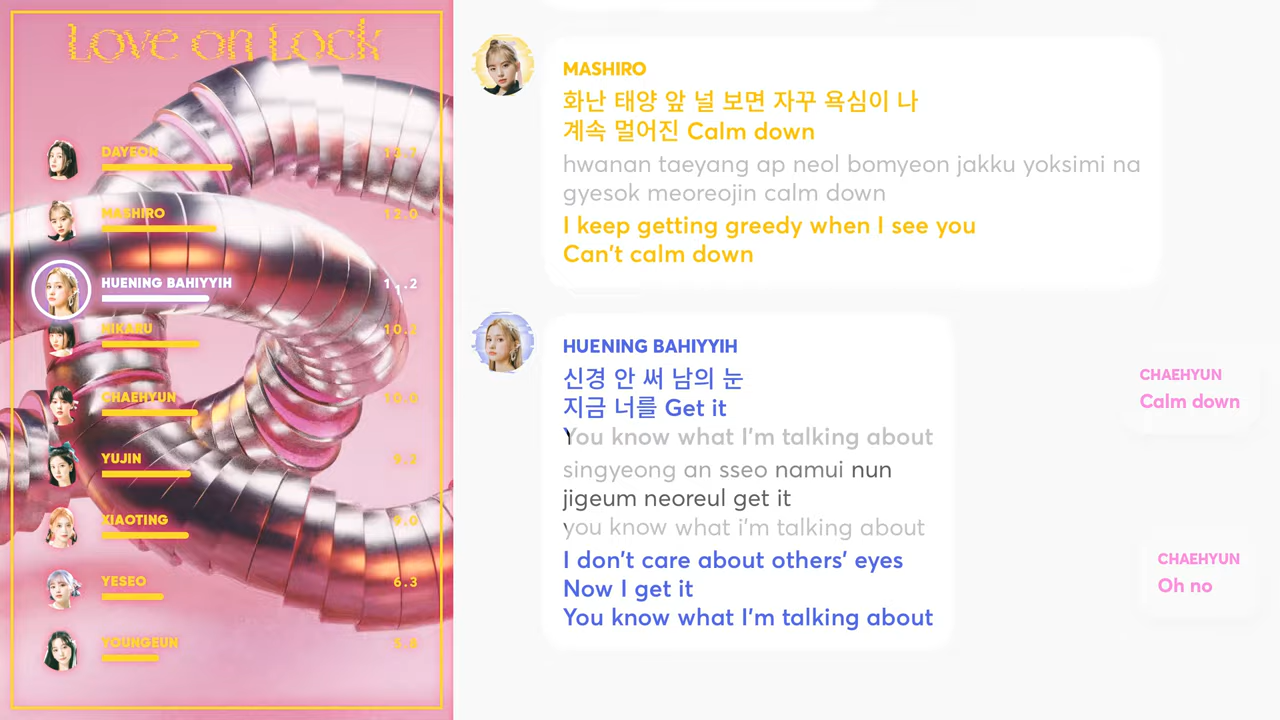 Love on Lock
DAYEON
MASHIRO
12.0
HUENING BAHIYYIH
HIKARU
10.2
CHAEHYUN
10.0
YUJIN
9.2
XIAOTING
9.0
YESEO
6.3
YOUNGEUN
5.8
MASHIRO
화난 태양 앞 널 보면 자꾸 욕심이 나
계속 멀어진 Calm down
hwanan taeyang ap neol bomyeon jakku yoksimi na
gyesok meoreojin calm down
I keep getting greedy when I see you
Can't calm down
HUENING BAHIYYIH
신경 안 써 남의 눈
지금 너를 Get it
You know what I'm talking about
singyeong an sseo namui nun
jigeum neoreul get it
you know what i'm talking about
I don't care about others' eyes
Now I get it
You know what I'm talking about
CHAEHYUN
Calm down
CHAEHYUN
Oh no